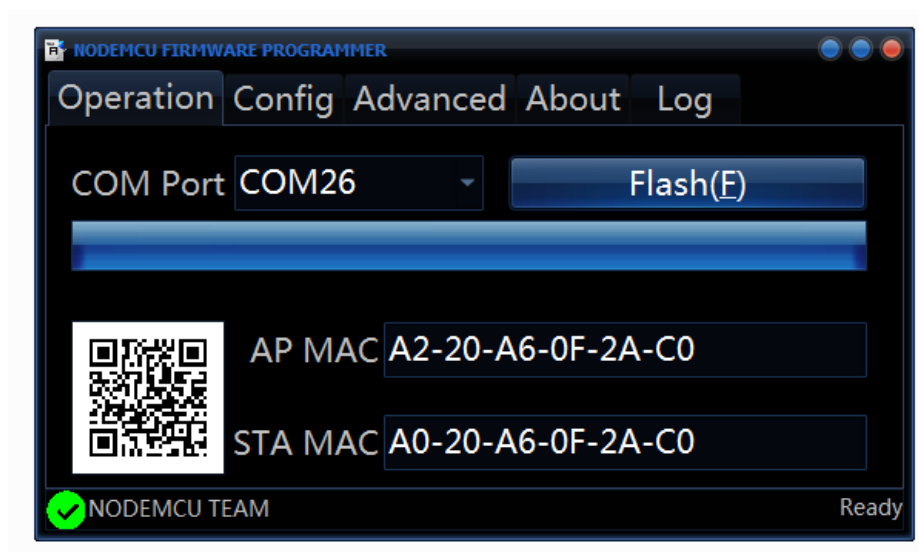 NODEMCU FIRMWARE PROGRAMMER
Operation Config Advanced About Log
COM Port COM26 Flash(F)
AP MAC A2-20-A6-0F-2A-C0
STA MAC A0-20-A6-0F-2A-C0
NODEMCU TEAM Ready